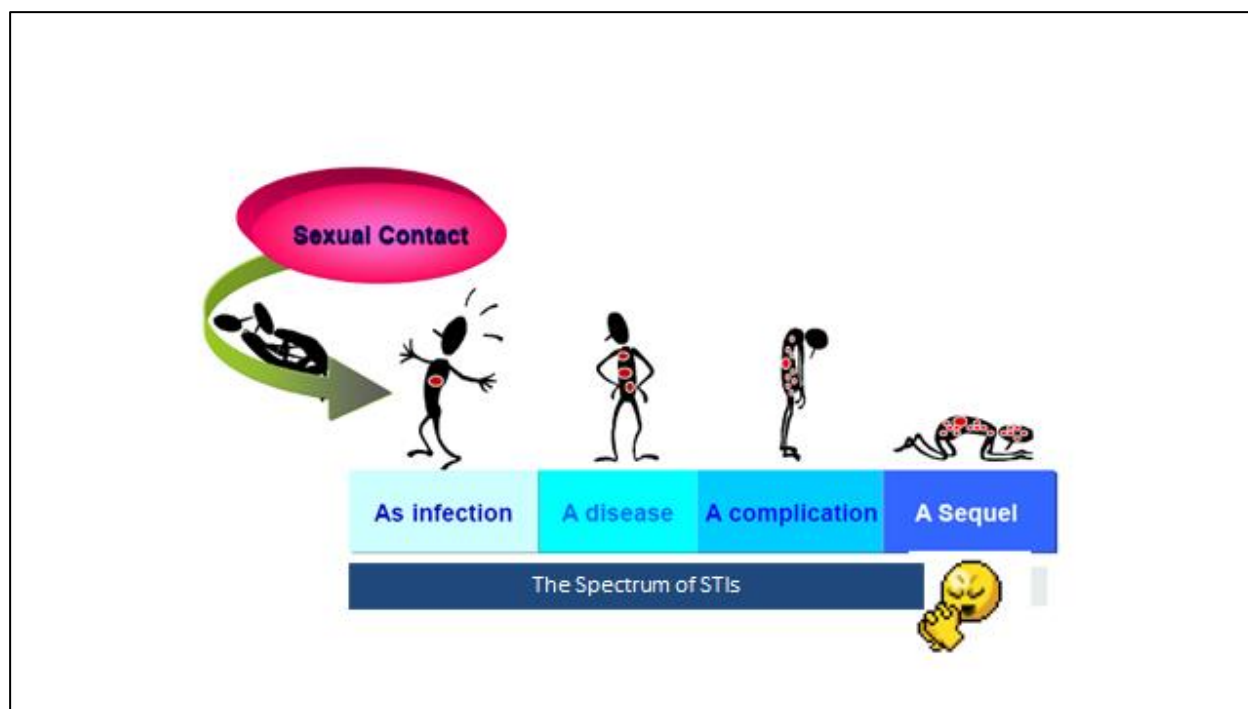 Sexual Contact
As infection
A disease
A complication
A Sequel
The Spectrum of STIs